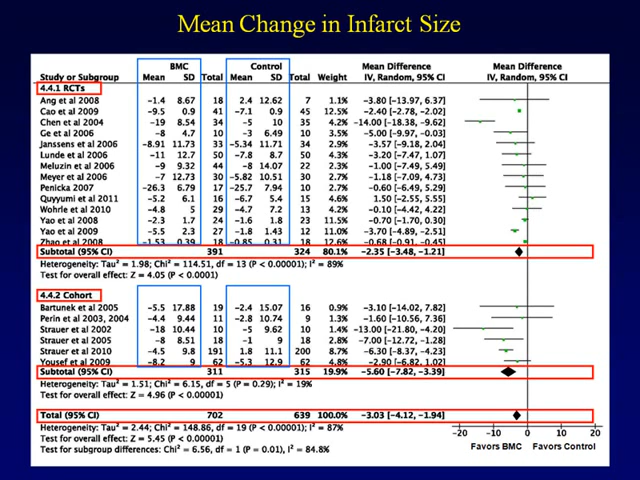 Mean Change in Infarct Size
BMC Control Mean Difference Mean Difference
Study or Subgroup Mean SD Total Mean SD Total Weight IV, Random, 95% CI IV, Random, 95% CI
4.4.1 RCTs
Ang et al 2008 -1.4 8.67 18 2.4 12.62 7 1.1% -3.80 [-13.97, 6.37]
Cao et al 2009 -9.5 0.9 41 -7.1 0.9 45 12.5% -2.40 [-2.78, -2.02]
Chen et al 2004 -19 8.54 34 -5 10 35 4.5% -14.00 [-18.38, -9.62]
Ge et al 2006 -8 4.7 10 -3 6.49 10 3.8% -5.00 [-9.97, -0.03]
Janssens et al 2006 -8.91 11.73 33 -5.34 11.71 34 3.1% -3.57 [-9.18, 2.04]
Lunde et al 2006 -11 12.7 50 -7.8 8.7 50 4.7% -3.20 [-7.47, 1.07]
Meluzin et al 2006 -9 9.32 44 -8 14.07 22 2.5% -1.00 [-7.49, 5.49]
Meyer et al 2006 -7 12.73 30 -5.82 10.51 30 2.9% -1.18 [-7.09, 4.73]
Penicka 2007 -26.3 6.79 17 -25.7 7.94 10 2.8% -0.60 [-6.49, 5.29]
Quyyumi et al 2011 -5.2 6.1 16 -6.7 5.4 15 5.0% 1.50 [-2.55, 5.55]
Wohrle et al 2010 -4.8 5 29 -4.7 7.2 13 4.6% -0.10 [-4.42, 4.22]
Yao et al 2008 -2.3 1.7 24 -1.6 1.8 23 11.6% -0.70 [-1.70, 0.30]
Yao et al 2009 -5.5 2.3 27 -1.8 1.43 12 11.1% -3.70 [-4.89, -2.51]
Zhao et al 2008 -1.53 0.39 18 -0.85 0.31 18 -0.68 [-0.91, -0.45]
Subtotal (95% CI) 391 324 80.1% -2.35 [-3.48, -1.21]
Heterogeneity: Tau² = 1.98; Chi² = 114.51, df = 13 (P < 0.00001); I² = 89%
Test for overall effect: Z = 4.05 (P < 0.0001)
4.4.2 Cohort
Bartunek et al 2005 -5.5 17.88 19 -2.4 15.07 16 0.9% -3.10 [-14.02, 7.82]
Perin et al 2003, 2004 -4.4 11 -2.8 10.74 9 1.3% -1.60 [-10.56, 7.36]
Strauer et al 2002 -18 10.44 10 -5 9.62 10 1.4% -13.00 [-21.80, -4.20]
Strauer et al 2005 -8 8.51 18 -1 9 18 3.0% -7.00 [-12.72, -1.28]
Strauer et al 2010 -4.5 9.8 191 1.8 11.1 200 8.6% -6.30 [-8.37, -4.23]
Yousef et al 2009 -8.2 9 62 -5.3 12.9 62 -2.90 [-6.82, 1.02]
Subtotal (95% CI) 311 315 19.9% -5.60 [-7.82, -3.39]
Heterogeneity: Tau² = 1.51; Chi² = 6.15, df = 5 (P = 0.29); I² = 19%
Test for overall effect: Z = 4.96 (P < 0.00001)
Total (95% CI) 702 639 100.0% -3.03 [-4.12, -1.94]
Heterogeneity: Tau² = 2.44; Chi² = 148.86, df = 19 (P < 0.00001); I² = 87%
Test for overall effect: Z = 5.45 (P < 0.00001)
Test for subgroup differences: Chi² = 6.56, df = 1 (P = 0.01), I² = 84.8%
-20 -10 0 10 20
Favors BMC Favors Control